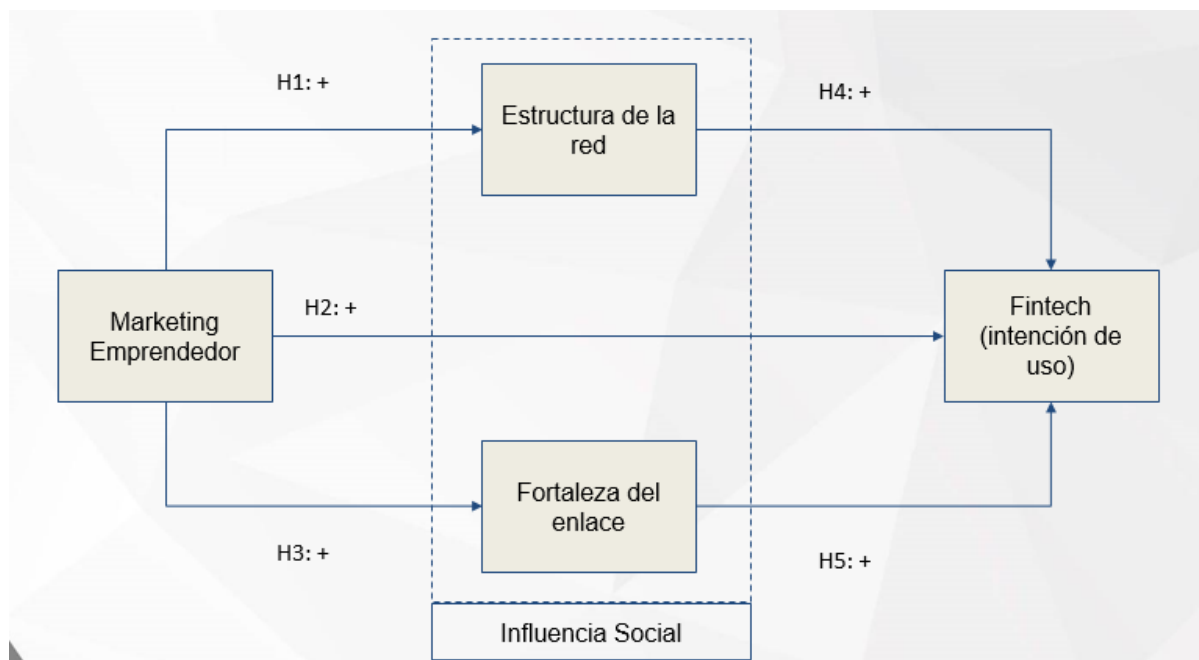 H1: +
Estructura de la
red
H4: +
Marketing
Emprendedor
H2: +
Fintech
(intención de
uso)
Fortaleza del
enlace
H3: +
H5: +
Influencia Social